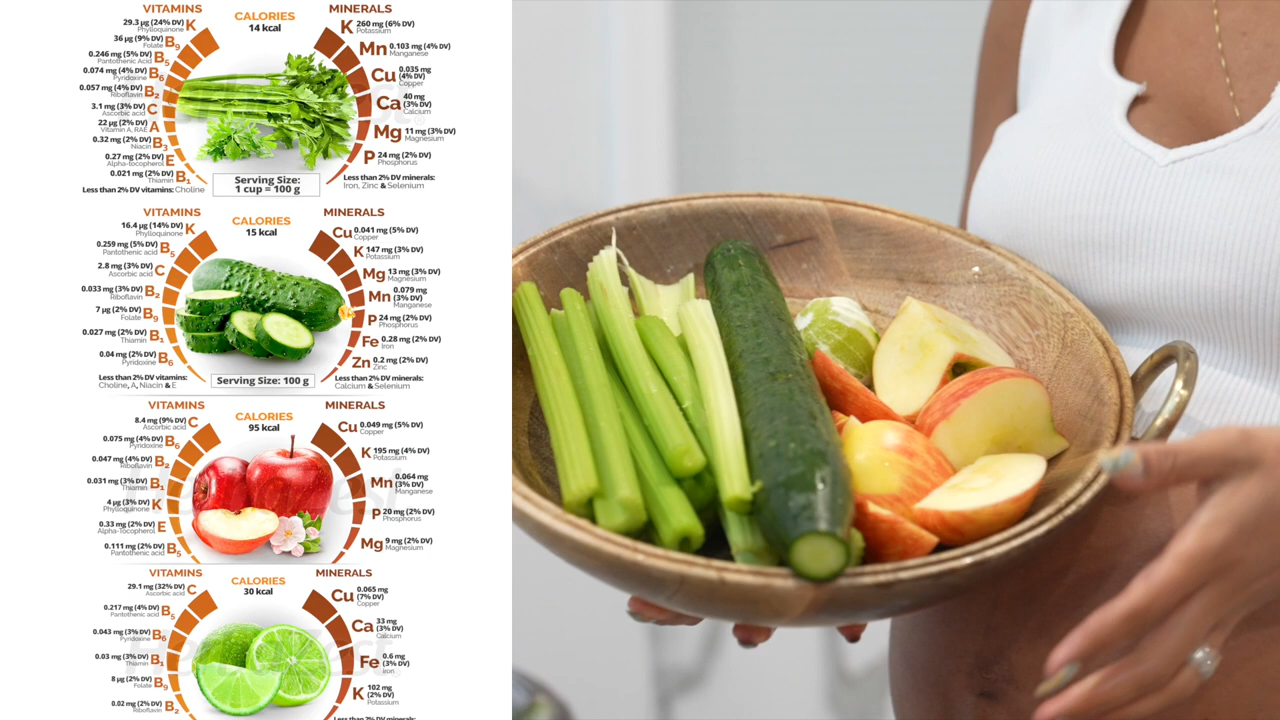 VITAMINS
CALORIES
14 kcal
MINERALS
29.3 µg (24% DV)
Phylloquinone K
36 µg (9% DV)
Folate B9
0.246 mg (5% DV)
Pantothenic Acid B5
0.074 mg (4% DV)
Pyridoxine B6
0.057 mg (4% DV)
Riboflavin B2
3.1 mg (3% DV)
Ascorbic acid C
22 µg (2% DV)
Vitamin A, RAE A
0.32 mg (2% DV)
Niacin B3
0.27 mg (2% DV)
Alpha-tocopherol E
0.021 mg (2% DV)
Thiamin B1
Less than 2% DV vitamins: Choline
K 260 mg (6% DV)
Potassium
Mn 0.103 mg (4% DV)
Manganese
Cu 0.035 mg
(4% DV)
Copper
Ca 40 mg
(3% DV)
Calcium
Mg 11 mg (3% DV)
Magnesium
P 24 mg (2% DV)
Phosphorus
Less than 2% DV minerals:
Iron, Zinc & Selenium
Serving Size:
1 cup = 100 g
VITAMINS
CALORIES
15 kcal
MINERALS
16.4 µg (14% DV)
Phylloquinone K
0.259 mg (5% DV)
Pantothenic acid B5
2.8 mg (3% DV)
Ascorbic acid C
0.033 mg (3% DV)
Riboflavin B2
7 µg (2% DV)
Folate B9
0.027 mg (2% DV)
Thiamin B1
0.04 mg (2% DV)
Pyridoxine B6
Less than 2% DV vitamins:
Choline, A, Niacin & E
Cu 0.041 mg (5% DV)
Copper
K 147 mg (3% DV)
Potassium
Mg 13 mg (3% DV)
Magnesium
Mn 0.079 mg
(3% DV)
Manganese
P 24 mg (2% DV)
Phosphorus
Fe 0.28 mg (2% DV)
Iron
Zn 0.2 mg (2% DV)
Zinc
Less than 2% DV minerals:
Calcium & Selenium
Serving Size: 100 g
VITAMINS
CALORIES
95 kcal
MINERALS
8.4 mg (9% DV)
Ascorbic acid C
0.075 mg (4% DV)
Pyridoxine B6
0.047 mg (4% DV)
Riboflavin B2
0.031 mg (3% DV)
Thiamin B1
4 µg (3% DV)
Phylloquinone K
0.33 mg (2% DV)
Alpha-Tocopherol E
0.111 mg (2% DV)
Pantothenic acid B5
Cu 0.049 mg (5% DV)
Copper
K 195 mg (4% DV)
Potassium
Mn 0.064 mg
(3% DV)
Manganese
P 20 mg (2% DV)
Phosphorus
Mg 9 mg (2% DV)
Magnesium
VITAMINS
CALORIES
30 kcal
MINERALS
29.1 mg (32% DV)
Ascorbic acid C
0.217 mg (4% DV)
Pantothenic acid B5
0.043 mg (3% DV)
Pyridoxine B6
0.03 mg (3% DV)
Thiamin B1
8 µg (2% DV)
Folate B9
0.02 mg (2% DV)
Riboflavin B2
Cu 0.065 mg
(7% DV)
Copper
Ca 33 mg
(3% DV)
Calcium
Fe 0.6 mg
(3% DV)
Iron
K 102 mg
(2% DV)
Potassium
Less than 2% DV minerals: